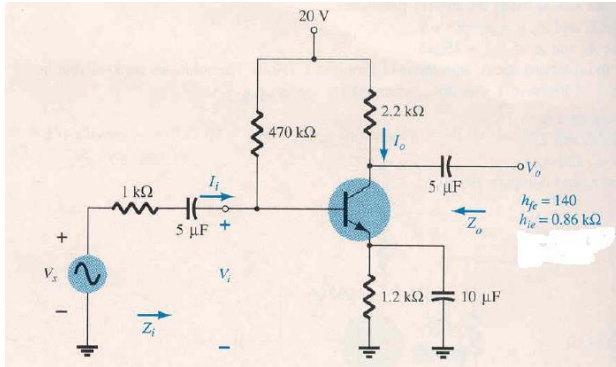 20 V
2.2 kΩ
470 kΩ
I_o
V_o
5 μF
h_fe = 140
h_ie = 0.86 kΩ
Z_o
1 kΩ
I_i
5 μF
+
+
V_s
V_i
1.2 kΩ
10 μF
−
Z_i
−